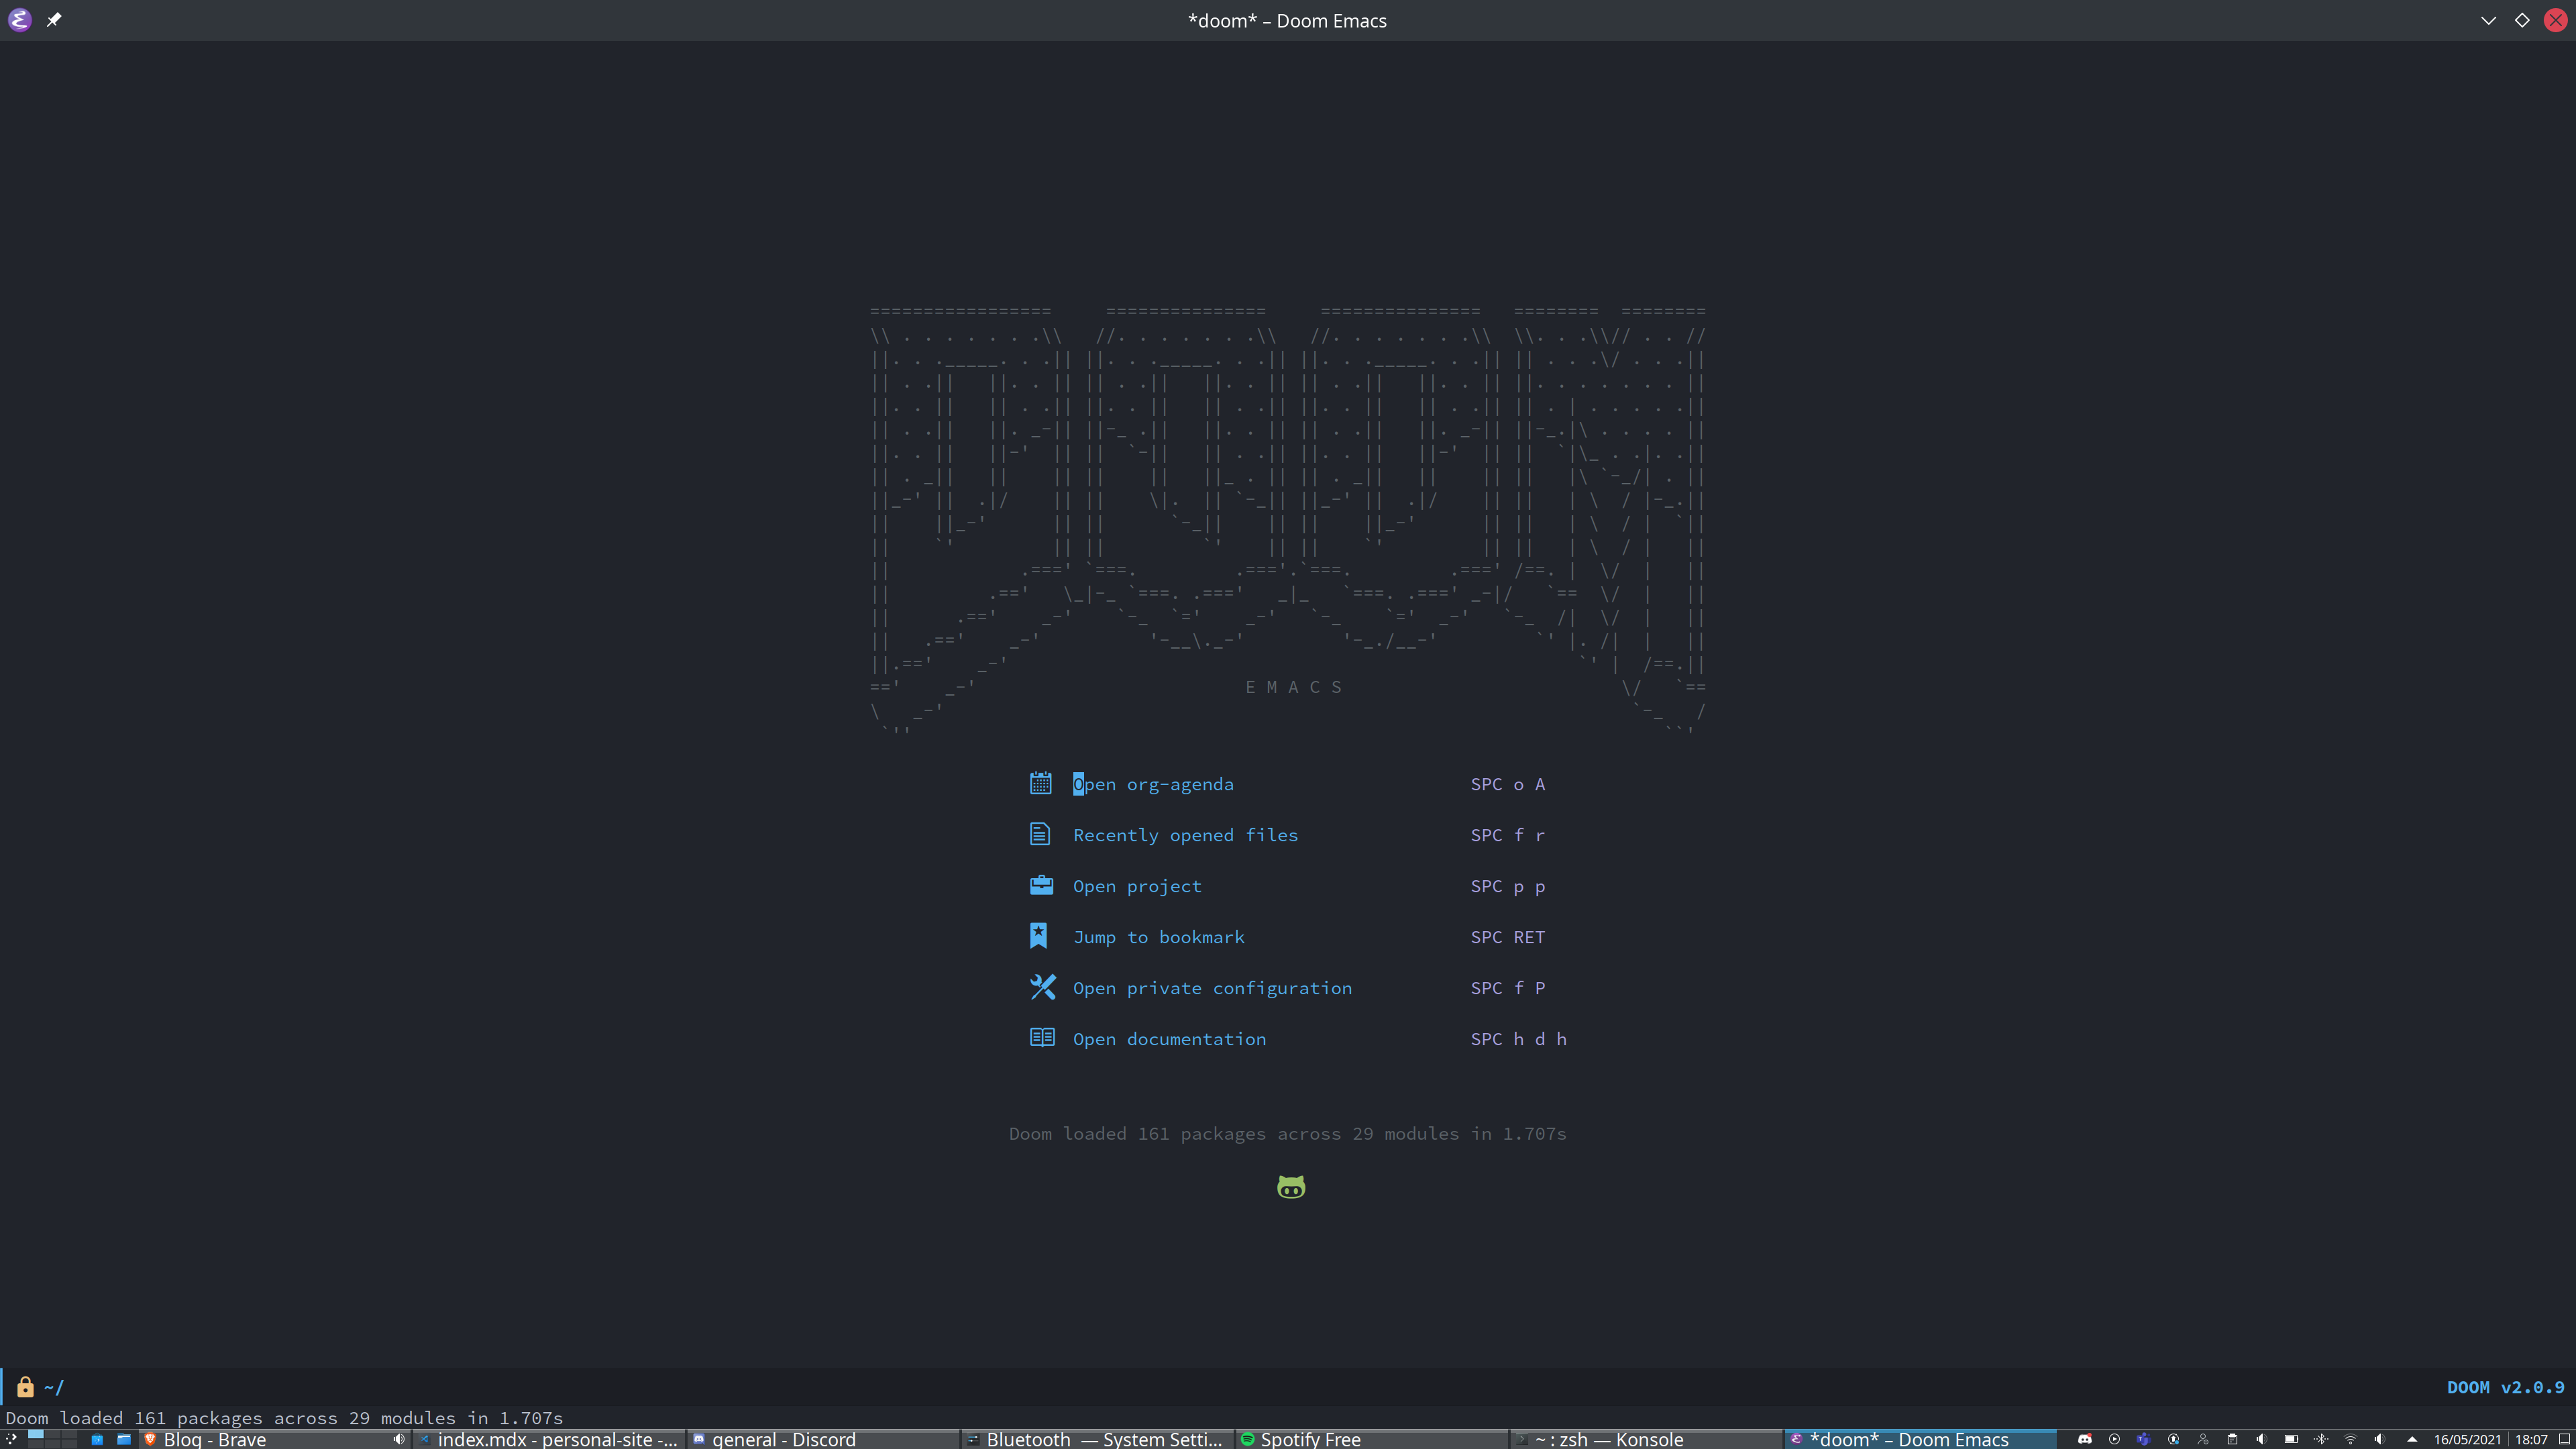 *doom* – Doom Emacs
E M A C S
Open org-agenda SPC o A
Recently opened files SPC f r
Open project SPC p p
Jump to bookmark SPC RET
Open private configuration SPC f P
Open documentation SPC h d h
Doom loaded 161 packages across 29 modules in 1.707s
~/ DOOM v2.0.9
Doom loaded 161 packages across 29 modules in 1.707s
Blog - Brave index.mdx - personal-site -... general - Discord Bluetooth — System Setti... Spotify Free ~ : zsh — Konsole *doom* – Doom Emacs 16/05/2021 18:07